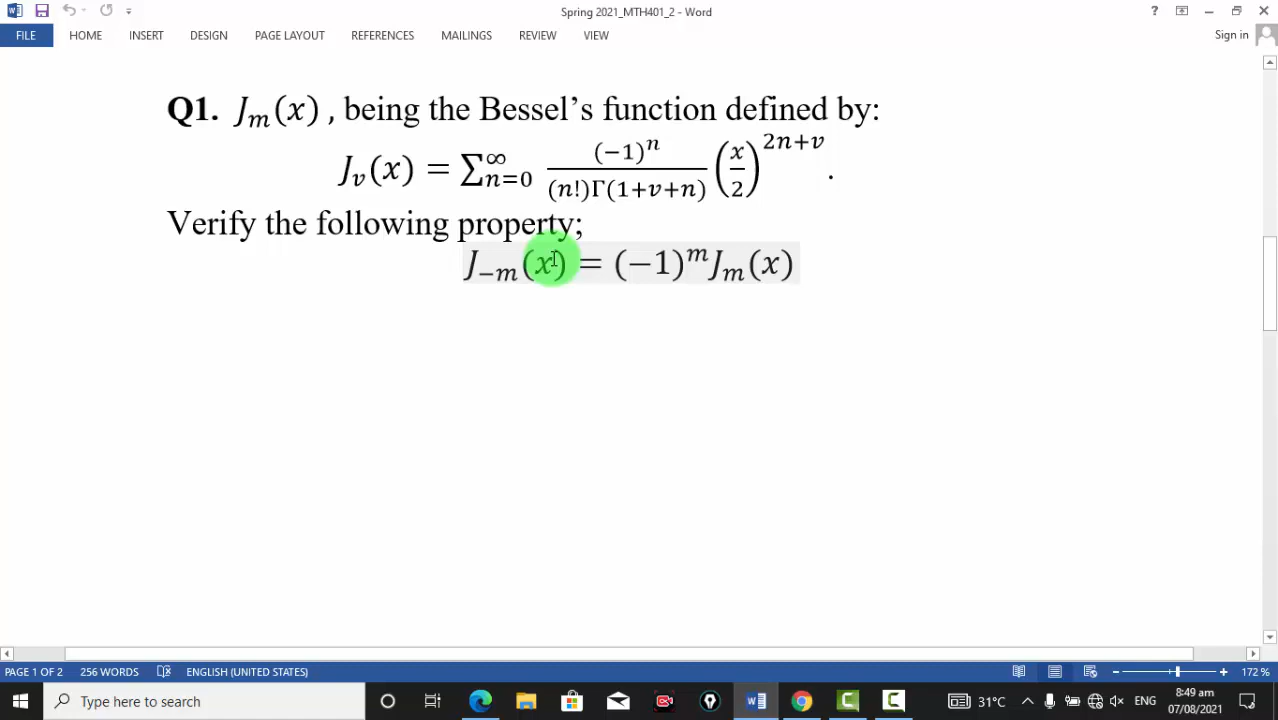 Spring 2021_MTH401_2 - Word
FILE HOME INSERT DESIGN PAGE LAYOUT REFERENCES MAILINGS REVIEW VIEW Sign in
Q1. J_m(x) , being the Bessel’s function defined by:
J_v(x) = ∑_{n=0}^{∞} \frac{(−1)^n}{(n!)Γ(1+v+n)} (\frac{x}{2})^{2n+v} .
Verify the following property;
J_{−m}(x) = (−1)^m J_m(x)
PAGE 1 OF 2 256 WORDS ENGLISH (UNITED STATES) 172 %
Type here to search 31°C ENG 8:49 am
07/08/2021